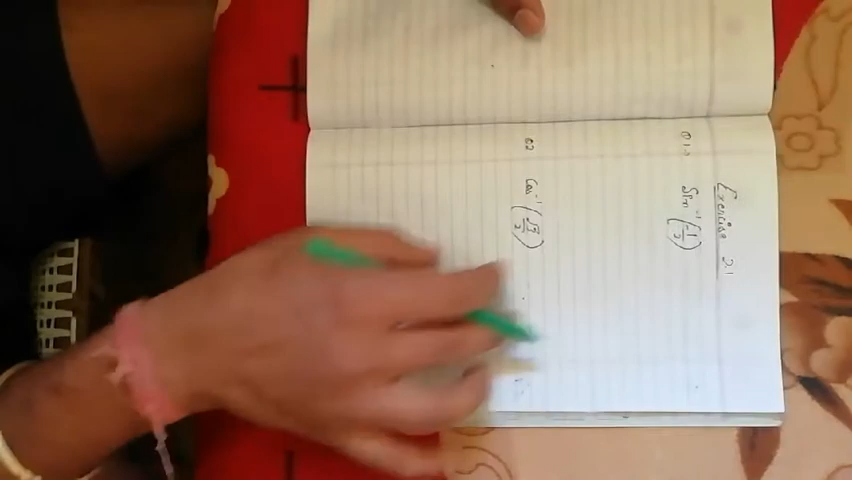 Exercise 2.1
Q1.) Sin⁻¹(-1/2)
Q2 Cos⁻¹(√3/2)